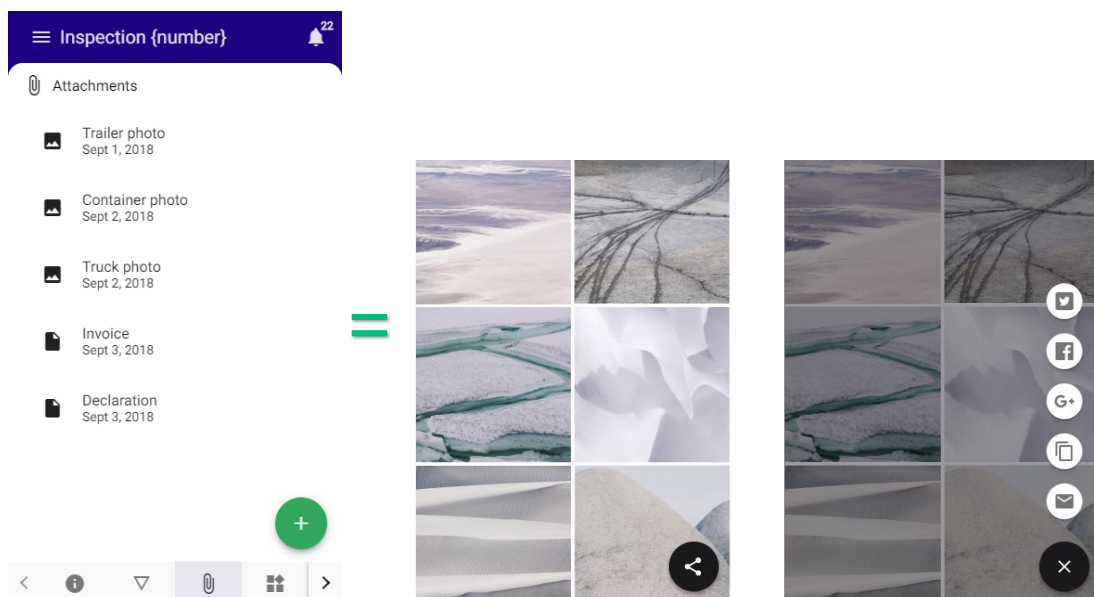 Inspection {number}
22
Attachments
Trailer photo
Sept 1, 2018
Container photo
Sept 2, 2018
Truck photo
Sept 2, 2018
Invoice
Sept 3, 2018
Declaration
Sept 3, 2018
G+